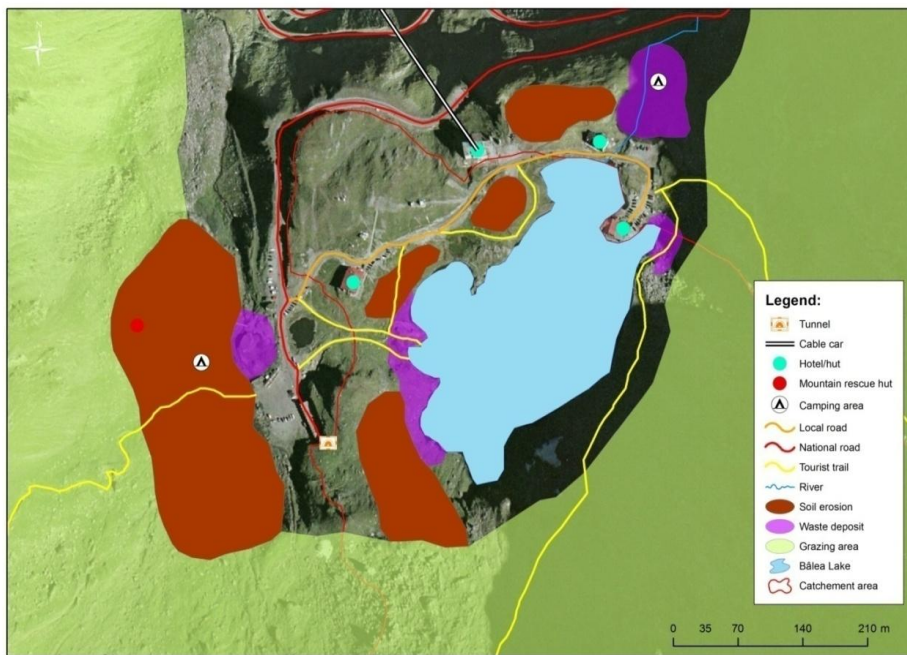 Legend:
Tunnel
Cable car
Hotel/hut
Mountain rescue hut
Camping area
Local road
National road
Tourist trail
River
Soil erosion
Waste deposit
Grazing area
Bâlea Lake
Catchement area
0 35 70 140 210 m